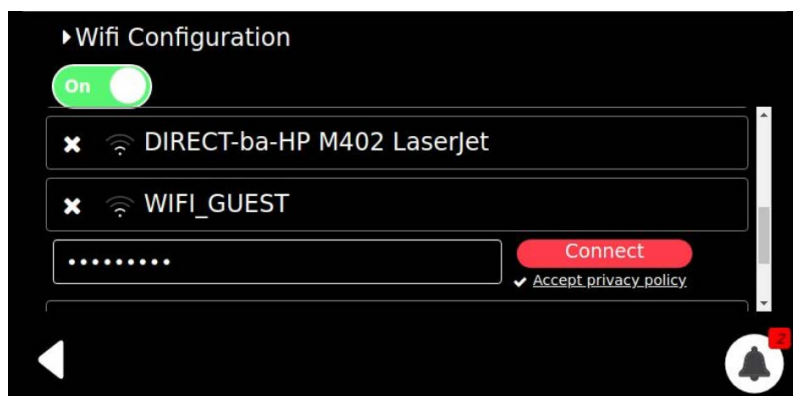 Wifi Configuration
On
DIRECT-ba-HP M402 LaserJet
WIFI_GUEST
•••••••••
Connect
Accept privacy policy
2